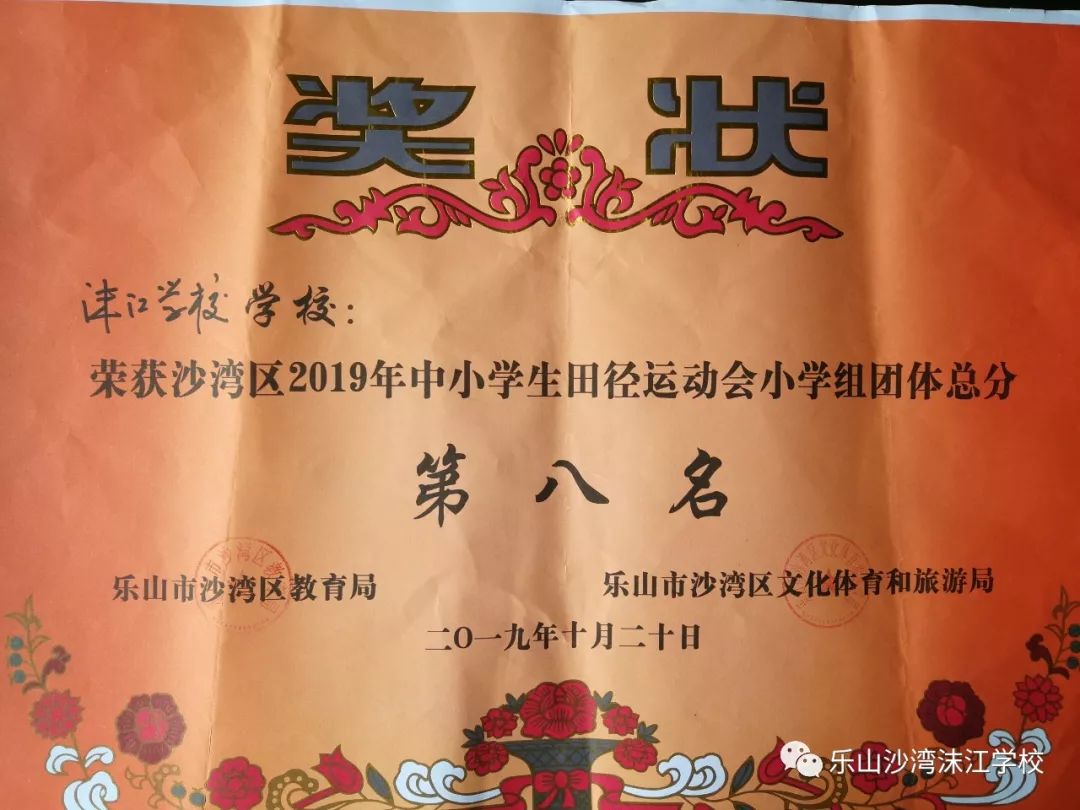 奖状
沫江学校学校：
荣获沙湾区2019年中小学生田径运动会小学组团体总分
第八名
乐山市沙湾区教育局
乐山市沙湾区文化体育和旅游局
二〇一九年十月二十日
乐山沙湾沫江学校